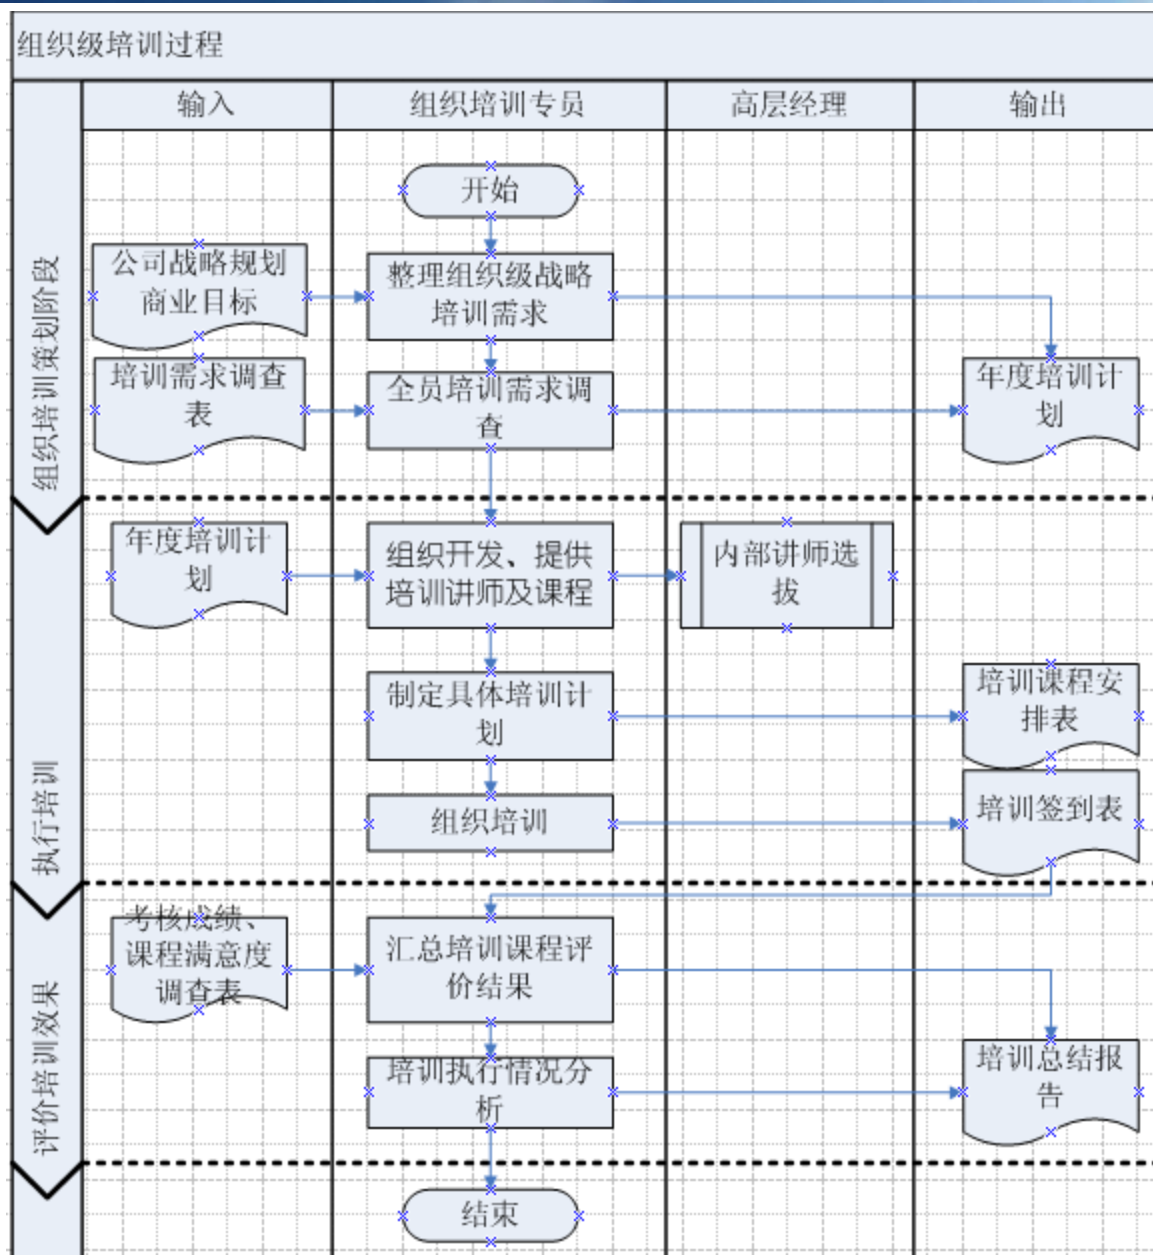 组织级培训过程
输入
组织培训专员
高层经理
输出
组织培训策划阶段
开始
公司战略规划
商业目标
整理组织级战略
培训需求
培训需求调查
表
全员培训需求调
查
年度培训计
划
执行培训
年度培训计
划
组织开发、提供
培训讲师及课程
内部讲师选
拔
制定具体培训计
划
培训课程安
排表
组织培训
培训签到表
评价培训效果
考核成绩、
课程满意度
调查表
汇总培训课程评
价结果
培训执行情况分
析
培训总结报
告
结束